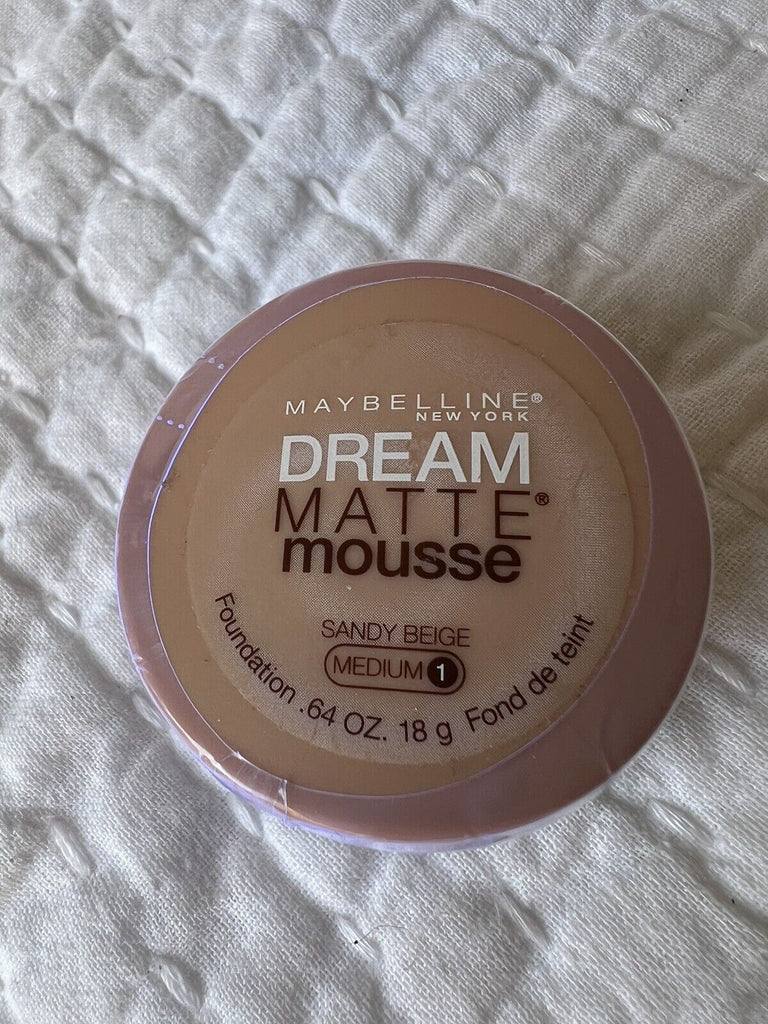 MAYBELLINE®
NEW YORK
DREAM
MATTE®
mousse
SANDY BEIGE
MEDIUM 1
Foundation .64 OZ. 18 g Fond de teint